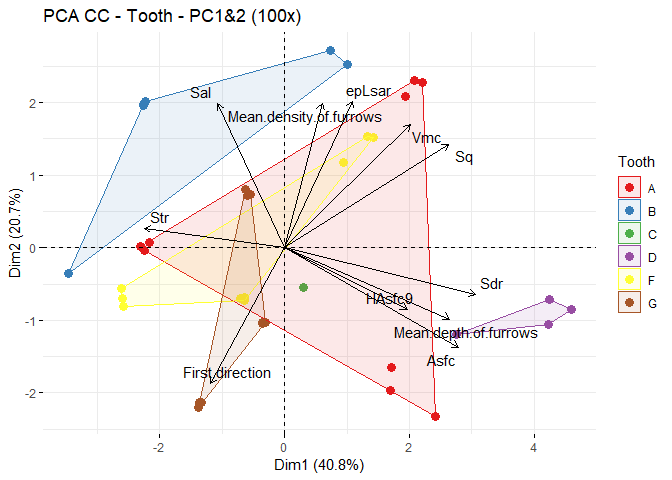 PCA CC - Tooth - PC1&2 (100x)
Sal
epLsar
Mean.density.of.furrows
Vmc
Sq
Str
Sdr
HAsfc9
Mean.depth.of.furrows
Asfc
First.direction
2
1
0
-1
-2
Dim2 (20.7%)
-2
0
2
4
Dim1 (40.8%)
Tooth
A
B
C
D
F
G